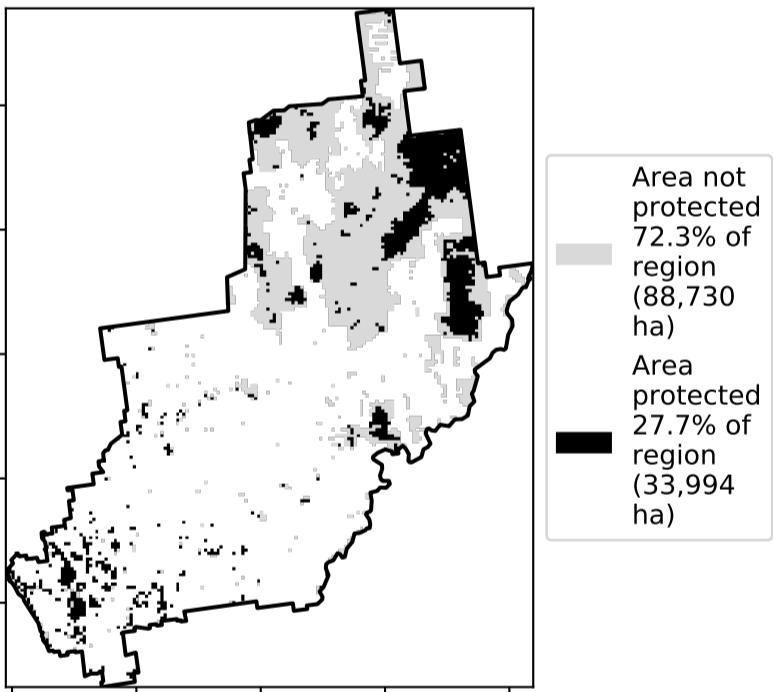 Area not
protected
72.3% of
region
(88,730
ha)
Area
protected
27.7% of
region
(33,994
ha)